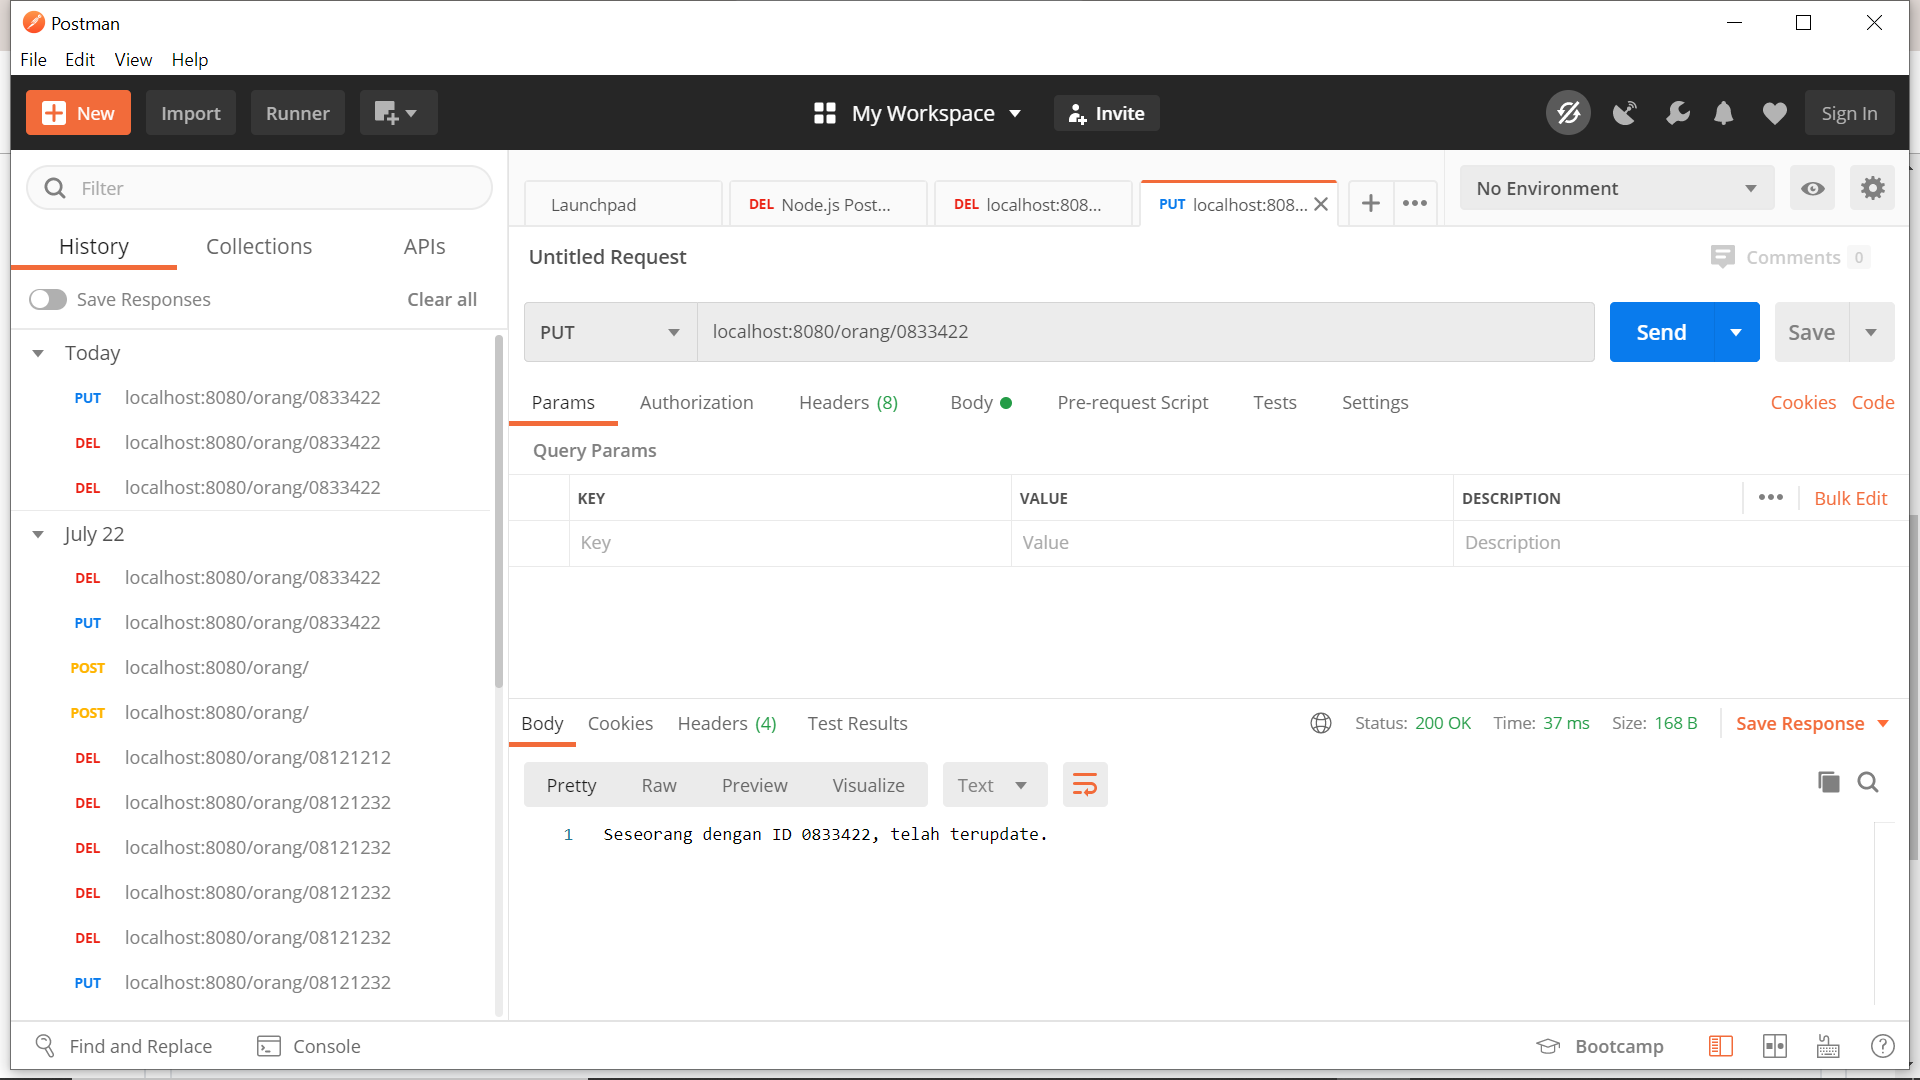 Postman
File Edit View Help
New Import Runner My Workspace Invite Sign In
Filter
History Collections APIs
Save Responses Clear all
Today
PUT localhost:8080/orang/0833422
DEL localhost:8080/orang/0833422
DEL localhost:8080/orang/0833422
July 22
DEL localhost:8080/orang/0833422
PUT localhost:8080/orang/0833422
POST localhost:8080/orang/
POST localhost:8080/orang/
DEL localhost:8080/orang/08121212
DEL localhost:8080/orang/08121232
DEL localhost:8080/orang/08121232
DEL localhost:8080/orang/08121232
DEL localhost:8080/orang/08121232
PUT localhost:8080/orang/08121232
Launchpad DEL Node.js Post... DEL localhost:808... PUT localhost:808... No Environment
Untitled Request Comments 0
PUT localhost:8080/orang/0833422 Send Save
Params Authorization Headers (8) Body Pre-request Script Tests Settings Cookies Code
Query Params
KEY VALUE DESCRIPTION Bulk Edit
Key Value Description
Body Cookies Headers (4) Test Results Status: 200 OK Time: 37 ms Size: 168 B Save Response
Pretty Raw Preview Visualize Text
1 Seseorang dengan ID 0833422, telah terupdate.
Find and Replace Console Bootcamp